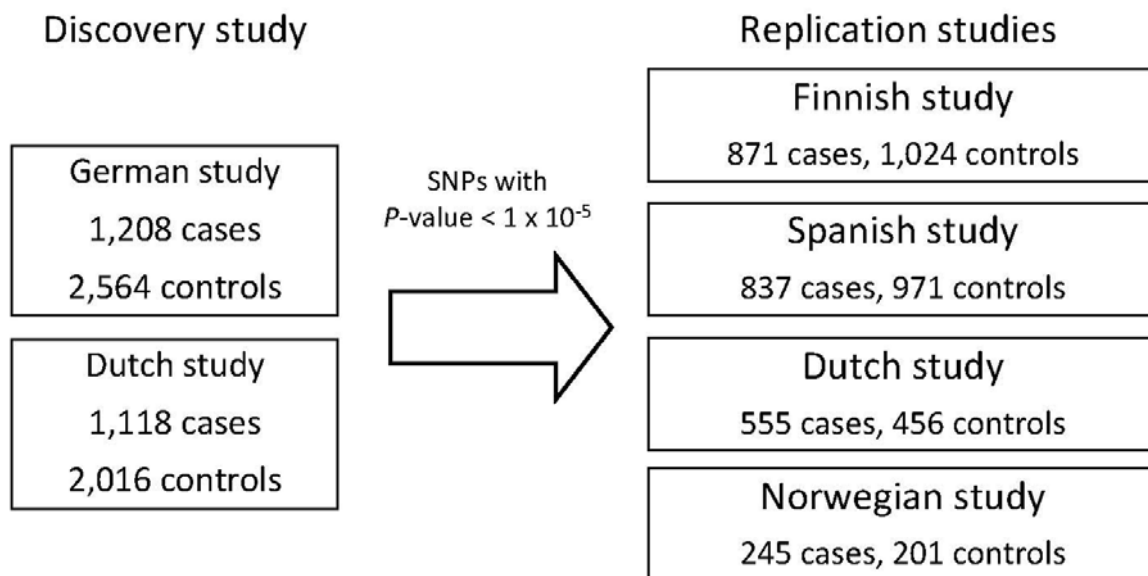 Discovery study
German study
1,208 cases
2,564 controls
Dutch study
1,118 cases
2,016 controls
SNPs with
P-value < 1 x 10⁻⁵
Replication studies
Finnish study
871 cases, 1,024 controls
Spanish study
837 cases, 971 controls
Dutch study
555 cases, 456 controls
Norwegian study
245 cases, 201 controls